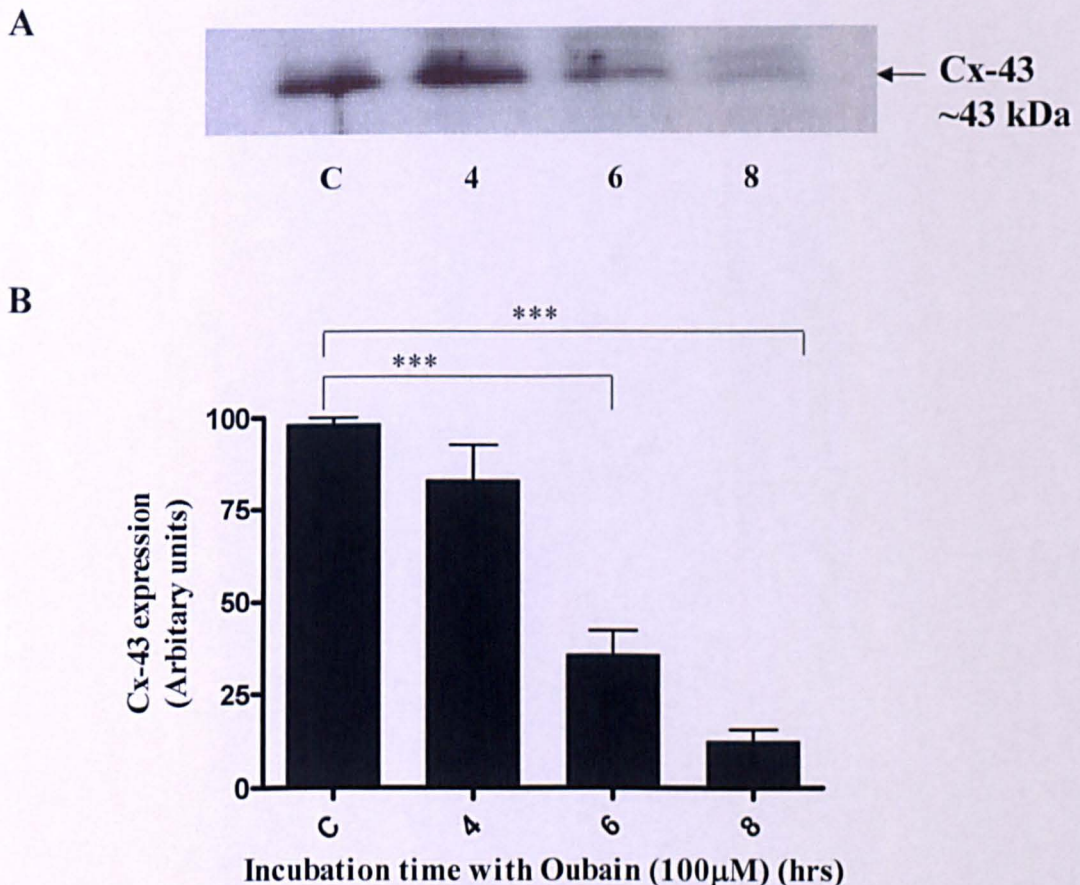 A
Cx-43
~43 kDa
C 4 6 8
B
***
***
100
75
50
25
0
Cx-43 expression
(Arbitary units)
C 4 6 8
Incubation time with Oubain (100µM) (hrs)